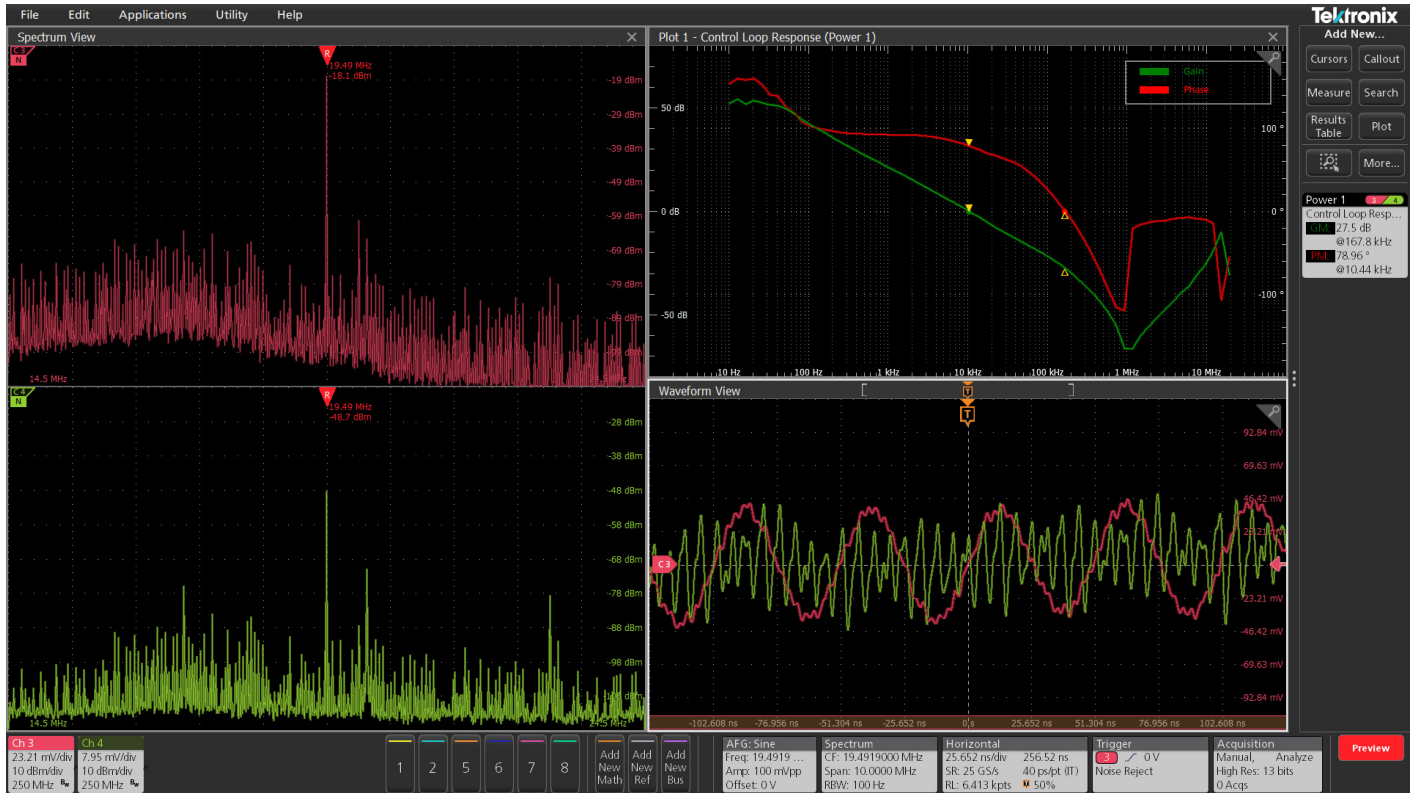 File Edit Applications Utility Help
Tektronix
Add New...
Cursors Callout
Measure Search
Results Table Plot
More...
Power 1 3 4
Control Loop Resp...
GM: 27.5 dB
@167.8 kHz
PM: 78.96 °
@10.44 kHz
Spectrum View
C 3
N
R
19.49 MHz
-18.1 dBm
-19 dBm
-29 dBm
-39 dBm
-49 dBm
-59 dBm
-69 dBm
-79 dBm
-89 dBm
-99 dBm
14.5 MHz
C 4
N
R
19.49 MHz
-48.7 dBm
-28 dBm
-38 dBm
-48 dBm
-58 dBm
-68 dBm
-78 dBm
-88 dBm
-98 dBm
14.5 MHz 24.5 MHz
Plot 1 - Control Loop Response (Power 1)
Gain
Phase
50 dB
0 dB
-50 dB
100 °
0 °
-100 °
10 Hz 100 Hz 1 kHz 10 kHz 100 kHz 1 MHz 10 MHz
Waveform View
T
T
C3
92.84 mV
69.63 mV
46.42 mV
23.21 mV
-23.21 mV
-46.42 mV
-69.63 mV
-92.84 mV
-102.608 ns -76.956 ns -51.304 ns -25.652 ns 0 s 25.652 ns 51.304 ns 76.956 ns 102.608 ns
Ch 3
23.21 mV/div
10 dBm/div
250 MHz Bw
Ch 4
7.95 mV/div
10 dBm/div
250 MHz Bw
1 2 5 6 7 8
Add New Math
Add New Ref
Add New Bus
AFG: Sine
Freq: 19.4919 ...
Amp: 100 mVpp
Offset: 0 V
Spectrum
CF: 19.4919000 MHz
Span: 10.0000 MHz
RBW: 100 Hz
Horizontal
25.652 ns/div 256.52 ns
SR: 25 GS/s 40 ps/pt (IT)
RL: 6.413 kpts 50%
Trigger
3 0 V
Noise Reject
Acquisition
Manual, Analyze
High Res: 13 bits
0 Acqs
Preview